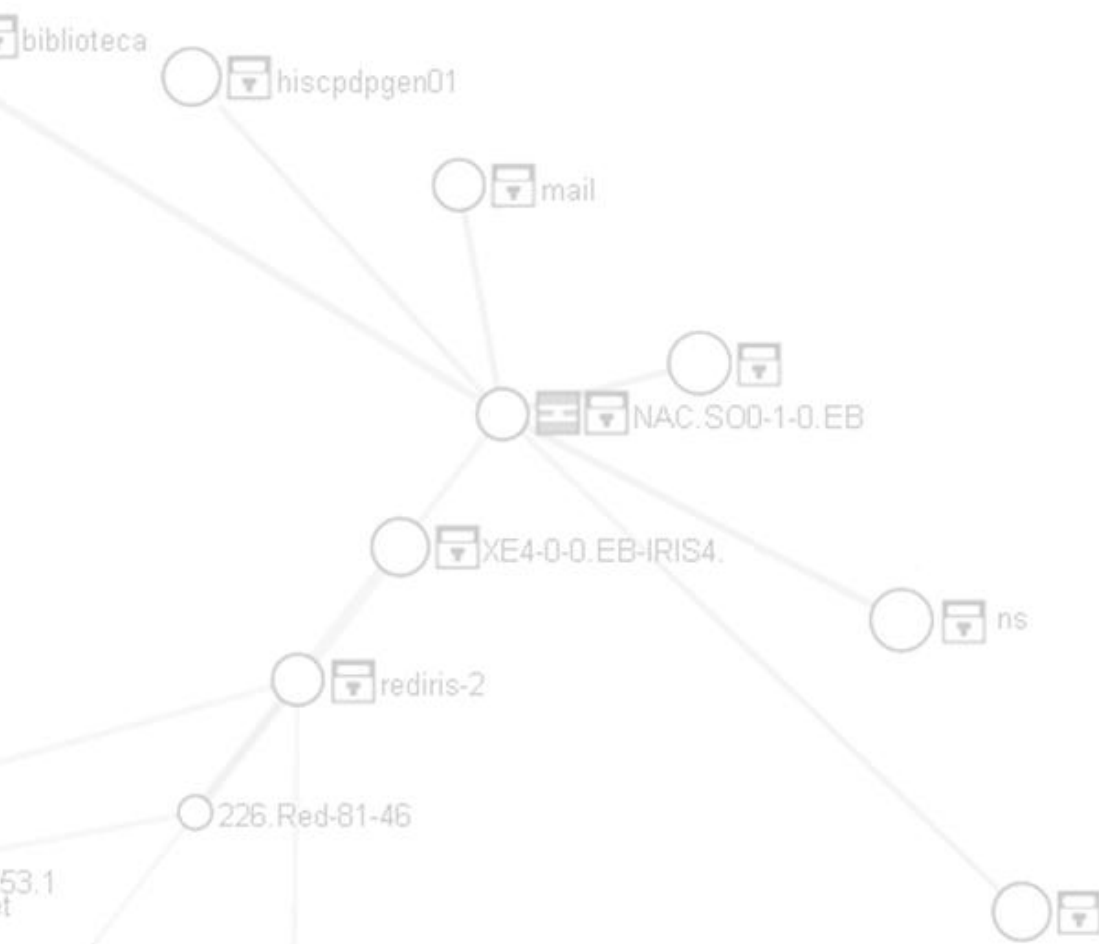 biblioteca
hiscpdpgen01
mail
NAC.SO0-1-0.EB
XE4-0-0.EB-IRIS4.
ns
rediris-2
226.Red-81-46
53.1
et